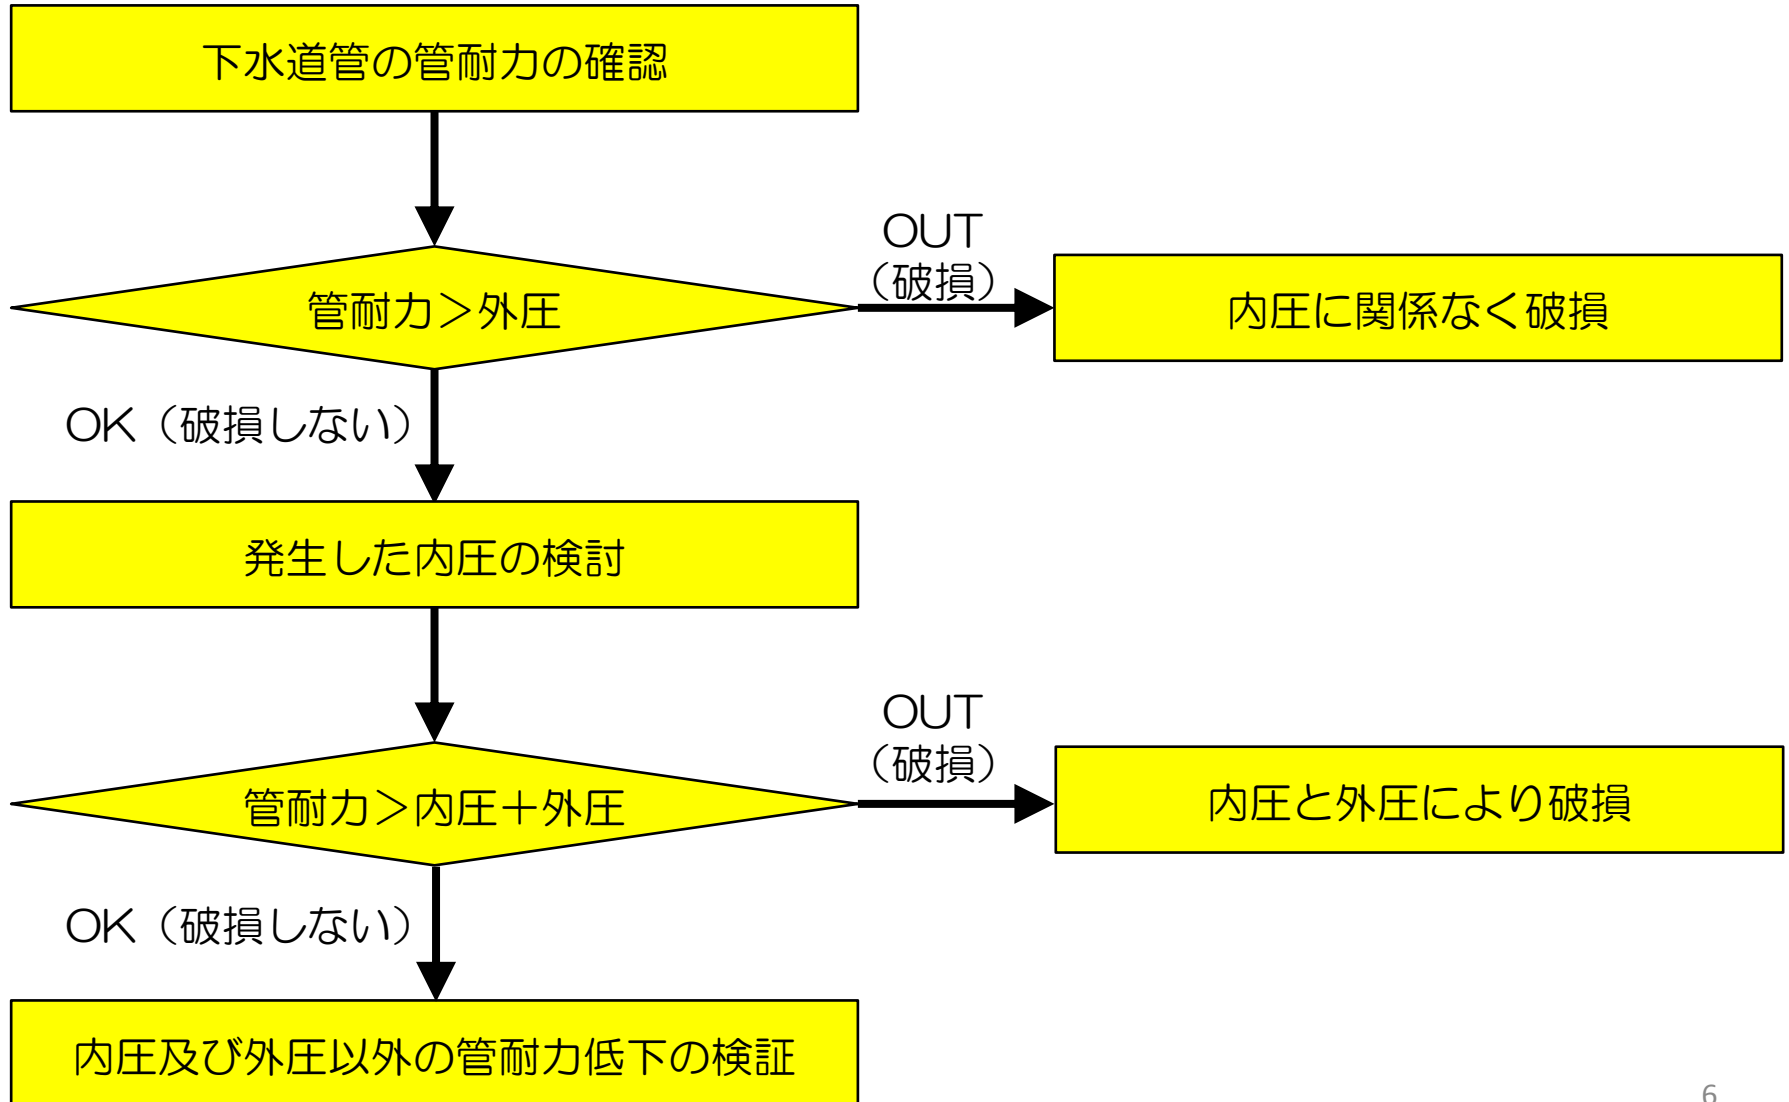 下水道管の管耐力の確認
管耐力＞外圧
OUT
（破損）
内圧に関係なく破損
OK（破損しない）
発生した内圧の検討
管耐力＞内圧＋外圧
OUT
（破損）
内圧と外圧により破損
OK（破損しない）
内圧及び外圧以外の管耐力低下の検証
6